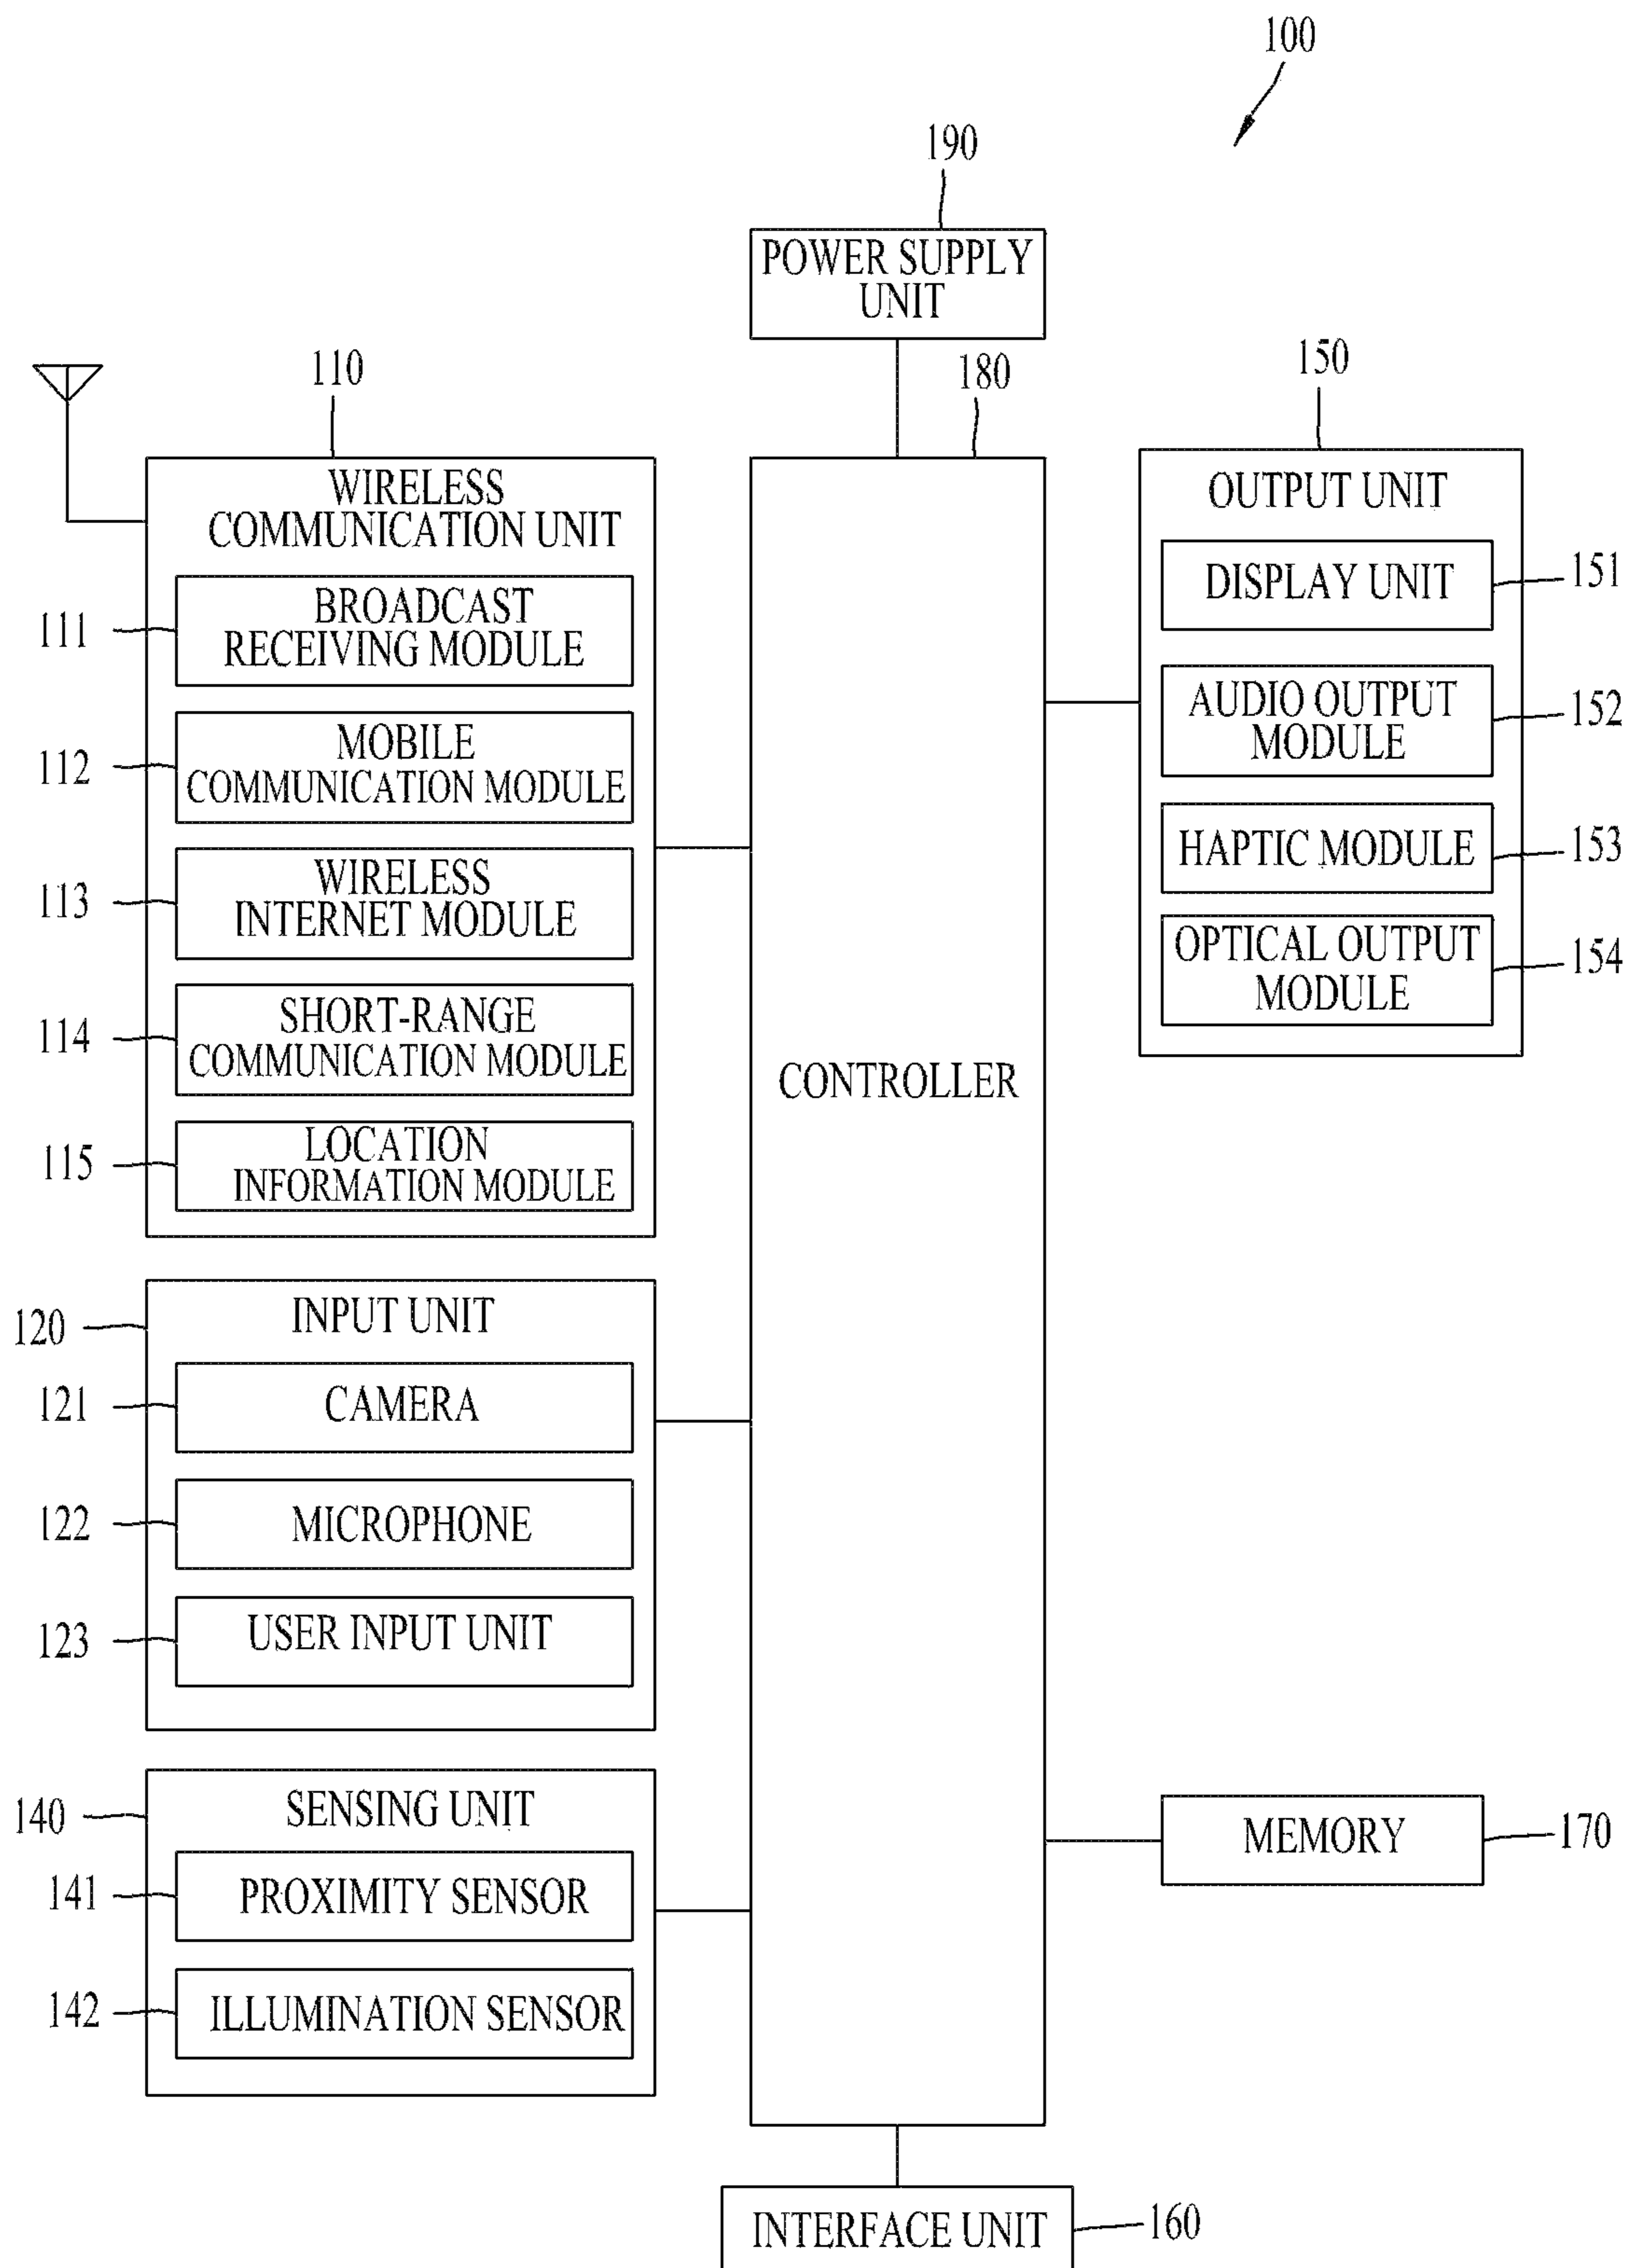 100
190
POWER SUPPLY
UNIT
110
180
150
WIRELESS
COMMUNICATION UNIT
111
BROADCAST
RECEIVING MODULE
112
MOBILE
COMMUNICATION MODULE
113
WIRELESS
INTERNET MODULE
114
SHORT-RANGE
COMMUNICATION MODULE
115
LOCATION
INFORMATION MODULE
120
INPUT UNIT
121
CAMERA
122
MICROPHONE
123
USER INPUT UNIT
140
SENSING UNIT
141
PROXIMITY SENSOR
142
ILLUMINATION SENSOR
CONTROLLER
OUTPUT UNIT
DISPLAY UNIT
151
AUDIO OUTPUT
MODULE
152
HAPTIC MODULE
153
OPTICAL OUTPUT
MODULE
154
MEMORY
170
INTERFACE UNIT
160